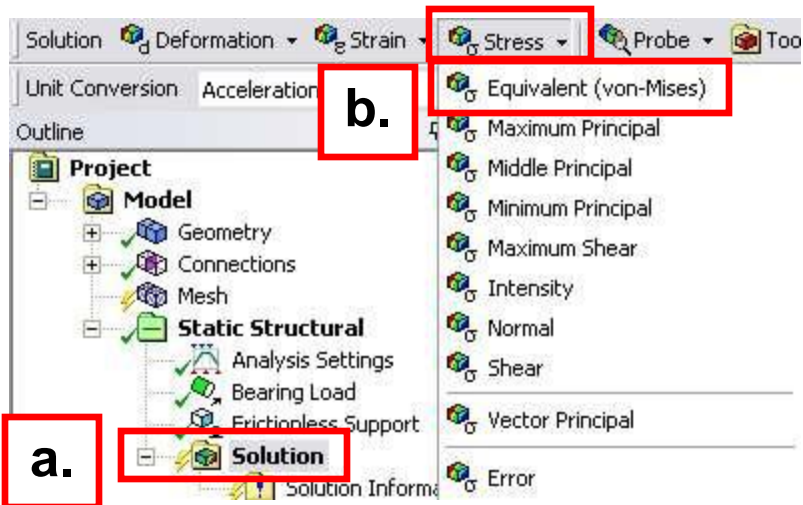 Solution Deformation Strain Stress Probe Too
Unit Conversion Acceleration
b.
Equivalent (von-Mises)
Outline
Maximum Principal
Project
Middle Principal
Model
Minimum Principal
Geometry
Maximum Shear
Connections
Intensity
Mesh
Normal
Static Structural
Shear
Analysis Settings
Bearing Load
Vector Principal
Frictionless Support
a.
Solution
Error
Solution Informa